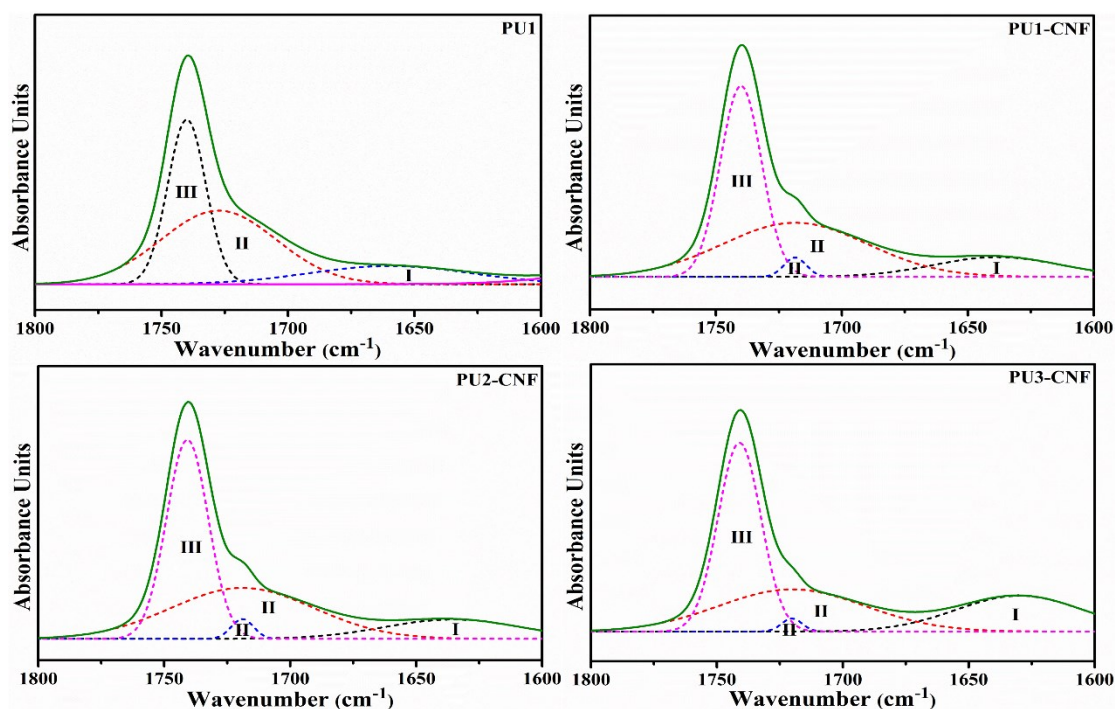 PU1
Absorbance Units
III
II
I
1800 1750 1700 1650 1600
Wavenumber (cm⁻¹)
PU1-CNF
Absorbance Units
III
II
II
I
1800 1750 1700 1650 1600
Wavenumber (cm⁻¹)
PU2-CNF
Absorbance Units
III
II
II
I
1800 1750 1700 1650 1600
Wavenumber (cm⁻¹)
PU3-CNF
Absorbance Units
III
II
II
I
1800 1750 1700 1650 1600
Wavenumber (cm⁻¹)